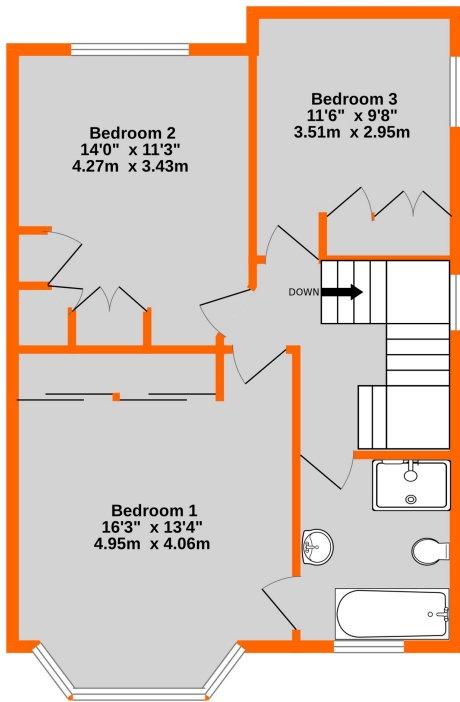 Bedroom 3
11'6" x 9'8"
3.51m x 2.95m
Bedroom 2
14'0" x 11'3"
4.27m x 3.43m
DOWN
Bedroom 1
16'3" x 13'4"
4.95m x 4.06m